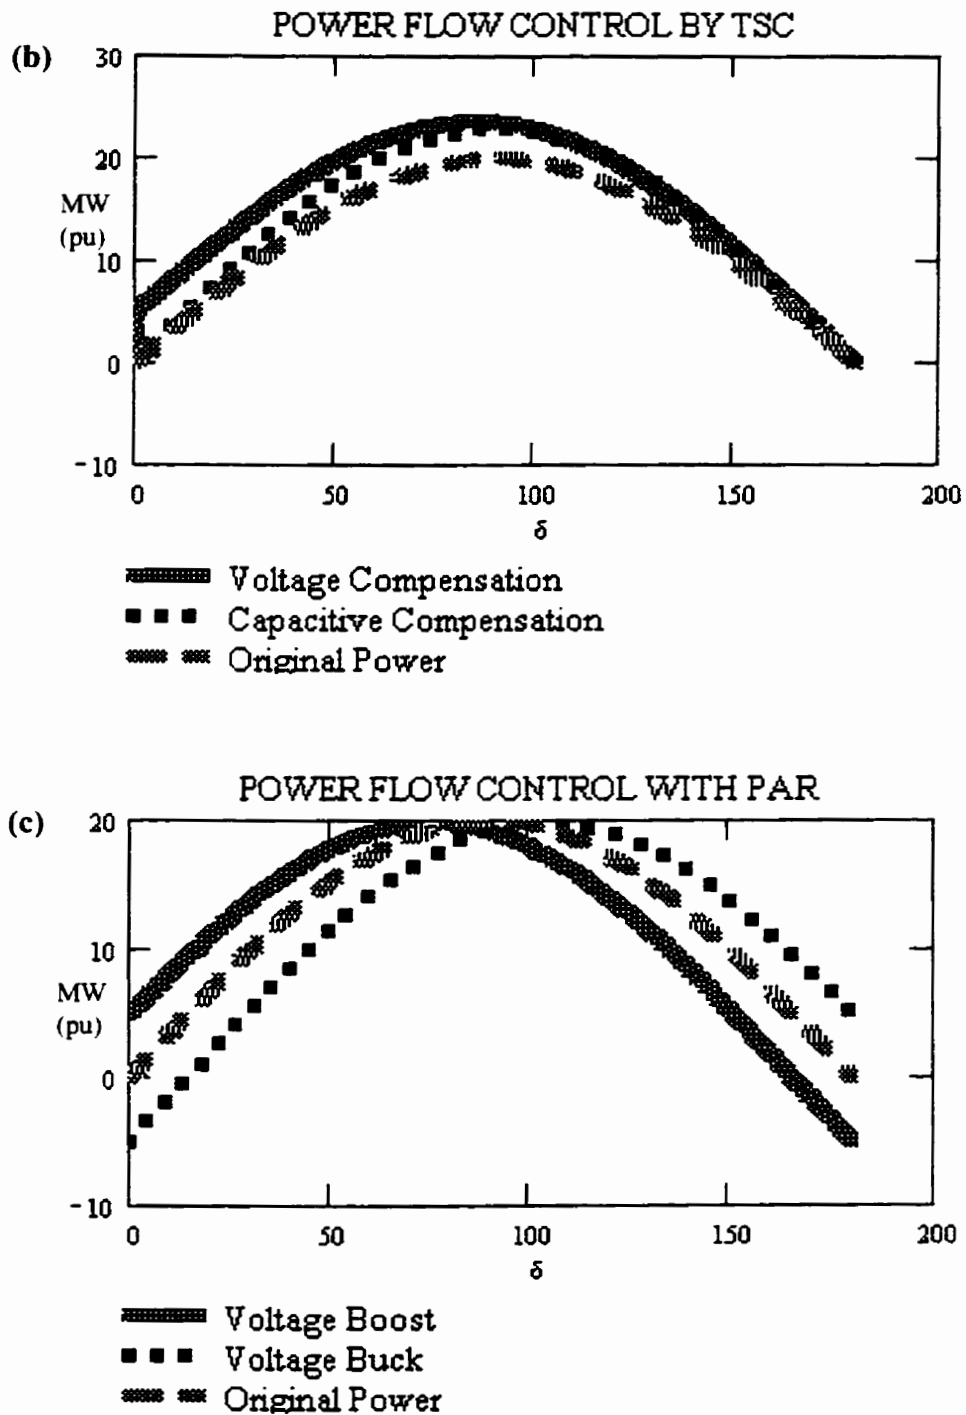 POWER FLOW CONTROL BY TSC
(b)
30
20
MW
(pu)
10
0
-10
0 50 100 150 200
δ
Voltage Compensation
Capacitive Compensation
Original Power
POWER FLOW CONTROL WITH PAR
(c)
20
10
MW
(pu)
0
-10
0 50 100 150 200
δ
Voltage Boost
Voltage Buck
Original Power